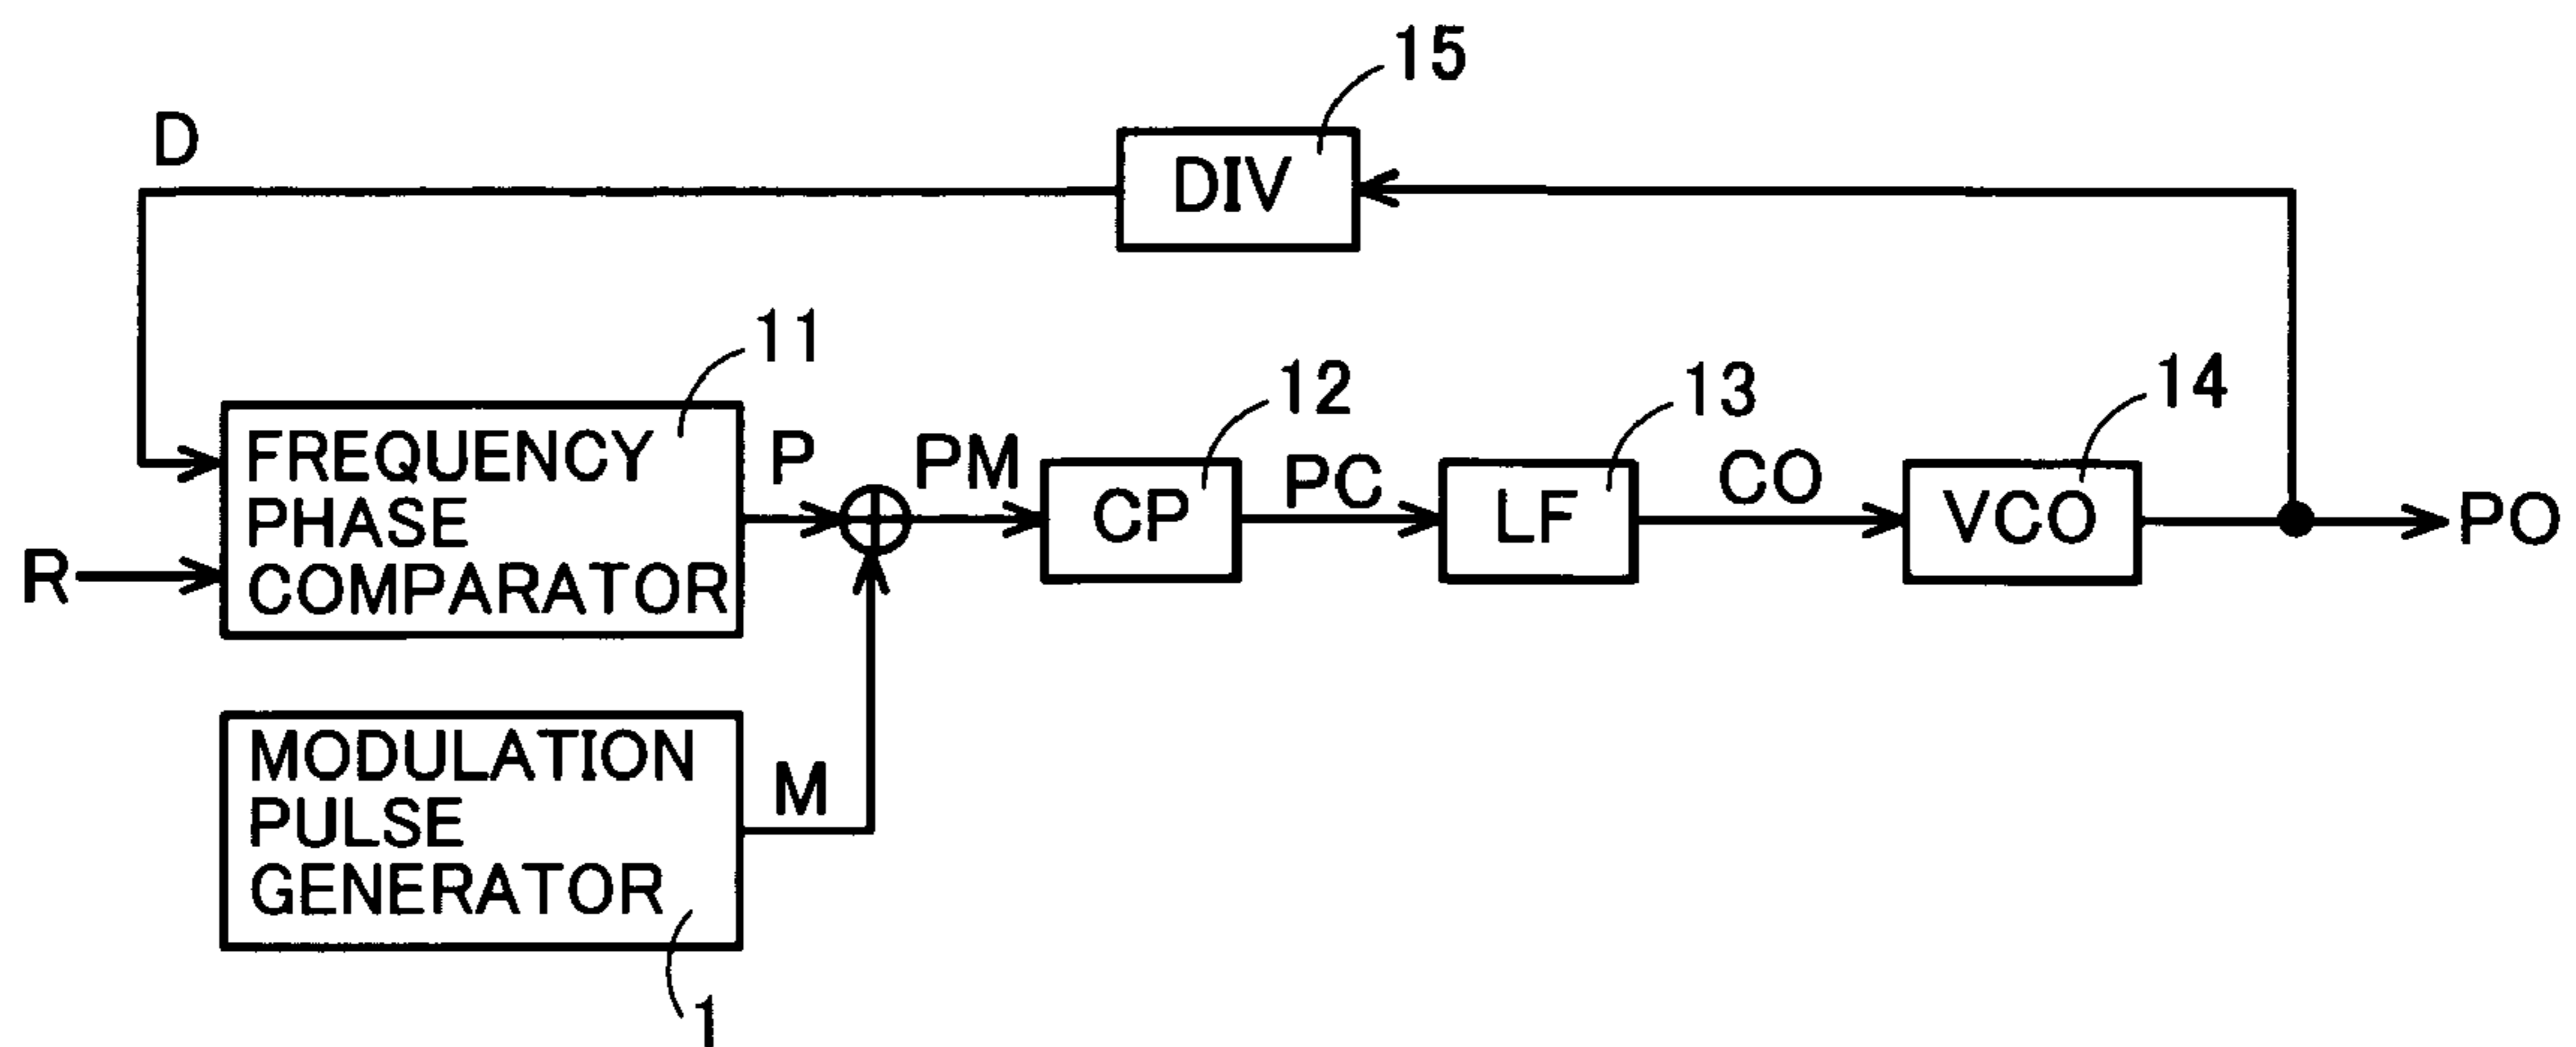 15
D
DIV
11
12
13
14
FREQUENCY
PHASE
COMPARATOR
P
PM
CP
PC
LF
CO
VCO
PO
R
MODULATION
PULSE
GENERATOR
M
1